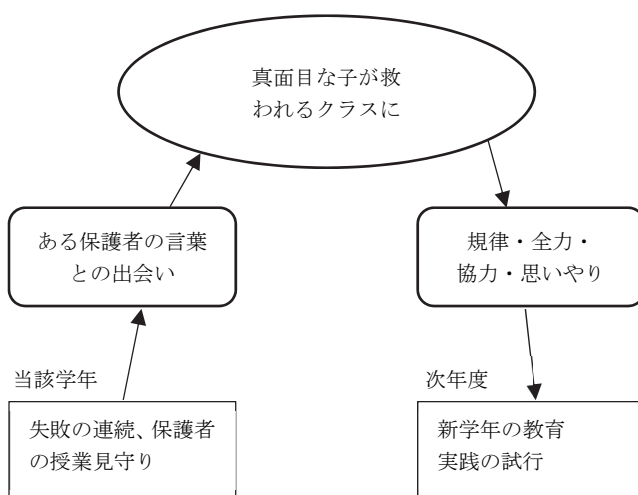 真面目な子が救
われるクラスに
ある保護者の言葉
との出会い
規律・全力・
協力・思いやり
当該学年
失敗の連続、保護者
の授業見守り
次年度
新学年の教育
実践の試行